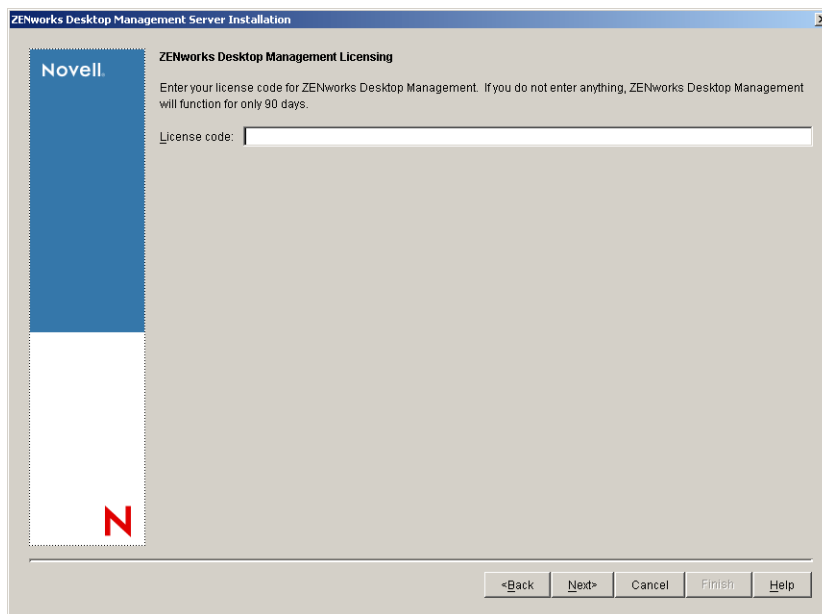 ZENworks Desktop Management Server Installation
Novell.
ZENworks Desktop Management Licensing
Enter your license code for ZENworks Desktop Management. If you do not enter anything, ZENworks Desktop Management
will function for only 90 days.
License code:
N
<Back Next> Cancel Finish Help